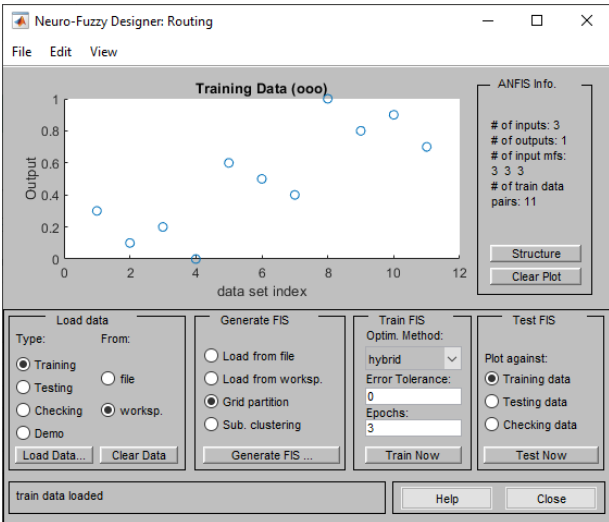 Neuro-Fuzzy Designer: Routing
File Edit View
Training Data (ooo)
1
0.8
0.6
0.4
0.2
0
Output
0 2 4 6 8 10 12
data set index
ANFIS Info.
# of inputs: 3
# of outputs: 1
# of input mfs:
3 3 3
# of train data
pairs: 11
Structure
Clear Plot
Load data
Type: From:
Training
Testing
Checking
Demo
file
worksp.
Load Data... Clear Data
Generate FIS
Load from file
Load from worksp.
Grid partition
Sub. clustering
Generate FIS ...
Train FIS
Optim. Method:
hybrid
Error Tolerance:
0
Epochs:
3
Train Now
Test FIS
Plot against:
Training data
Testing data
Checking data
Test Now
train data loaded
Help Close